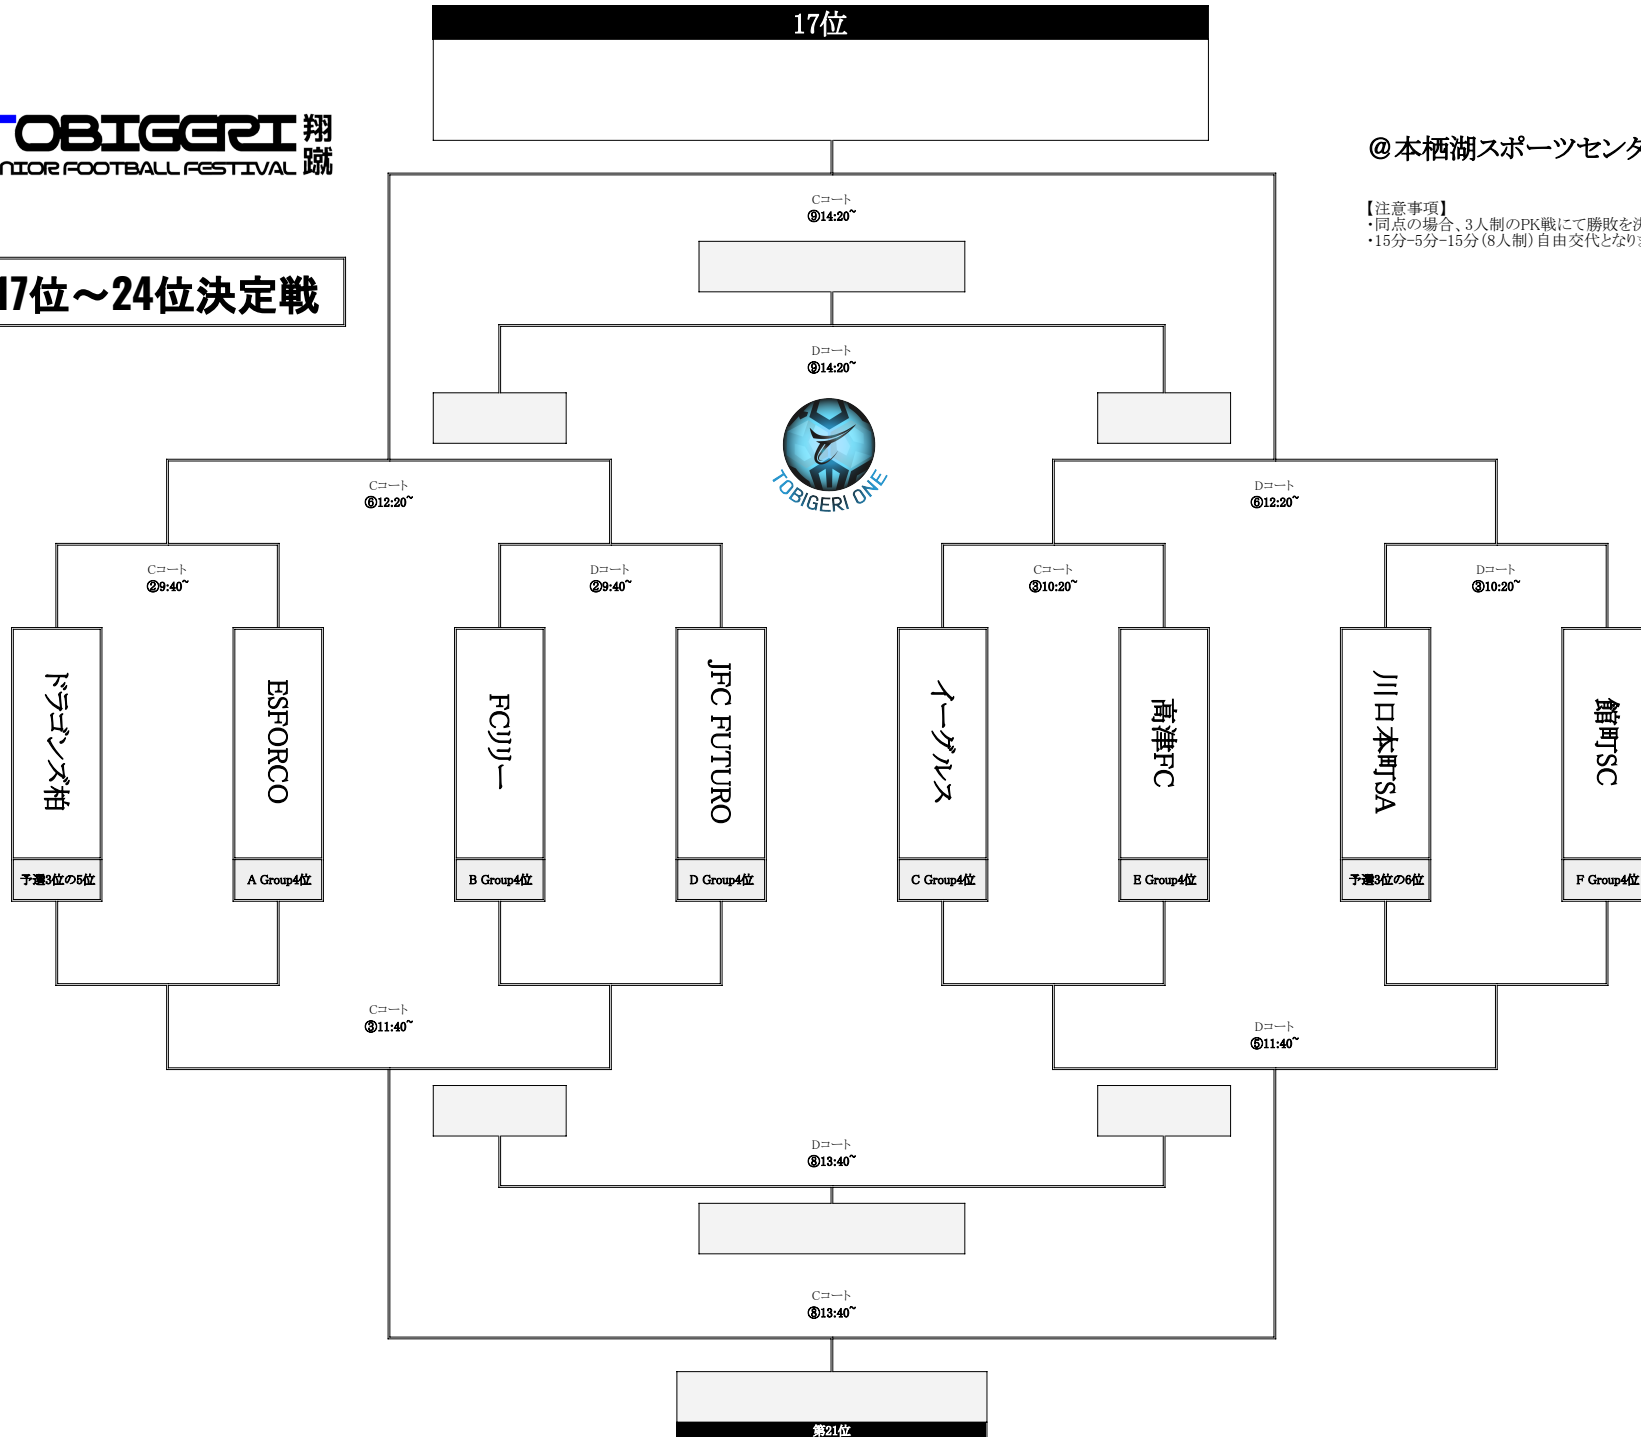 17位
TOBIGERI 翔蹴
NIOR FOOTBALL FESTIVAL
@本栖湖スポーツセンタ
【注意事項】
・同点の場合、3人制のPK戦にて勝敗を決
・15分-5分-15分(8人制)自由交代となりま
17位～24位決定戦
Cコート
⑨14:20~
Dコート
⑨14:20~
TOBIGERI ONE
Cコート
⑥12:20~
Dコート
⑥12:20~
Cコート
②9:40~
Dコート
②9:40~
Cコート
③10:20~
Dコート
③10:20~
ドラゴンズ柏
ESFORCO
FCリリー
JFC FUTURO
イーグルス
高津FC
川口本町SA
館町SC
予選3位の5位
A Group4位
B Group4位
D Group4位
C Group4位
E Group4位
予選3位の6位
F Group4位
Cコート
③11:40~
Dコート
⑤11:40~
Dコート
⑧13:40~
Cコート
⑧13:40~
第21位